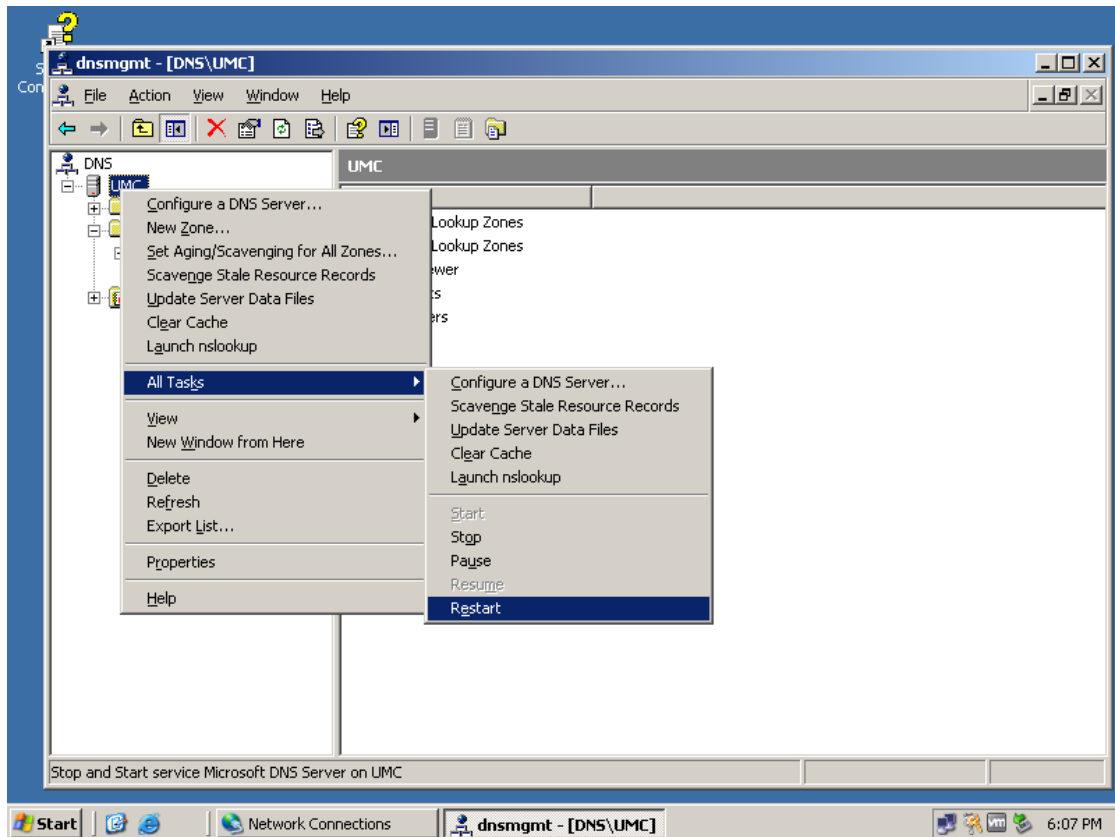 dnsmgmt - [DNS\UMC]
File Action View Window Help
DNS
UMC
UMC
Configure a DNS Server...
New Zone...
Set Aging/Scavenging for All Zones...
Scavenge Stale Resource Records
Update Server Data Files
Clear Cache
Launch nslookup
All Tasks
View
New Window from Here
Delete
Refresh
Export List...
Properties
Help
Lookup Zones
Lookup Zones
Configure a DNS Server...
Scavenge Stale Resource Records
Update Server Data Files
Clear Cache
Launch nslookup
Start
Stop
Pause
Resume
Restart
Stop and Start service Microsoft DNS Server on UMC
Start Network Connections dnsmgmt - [DNS\UMC] 6:07 PM